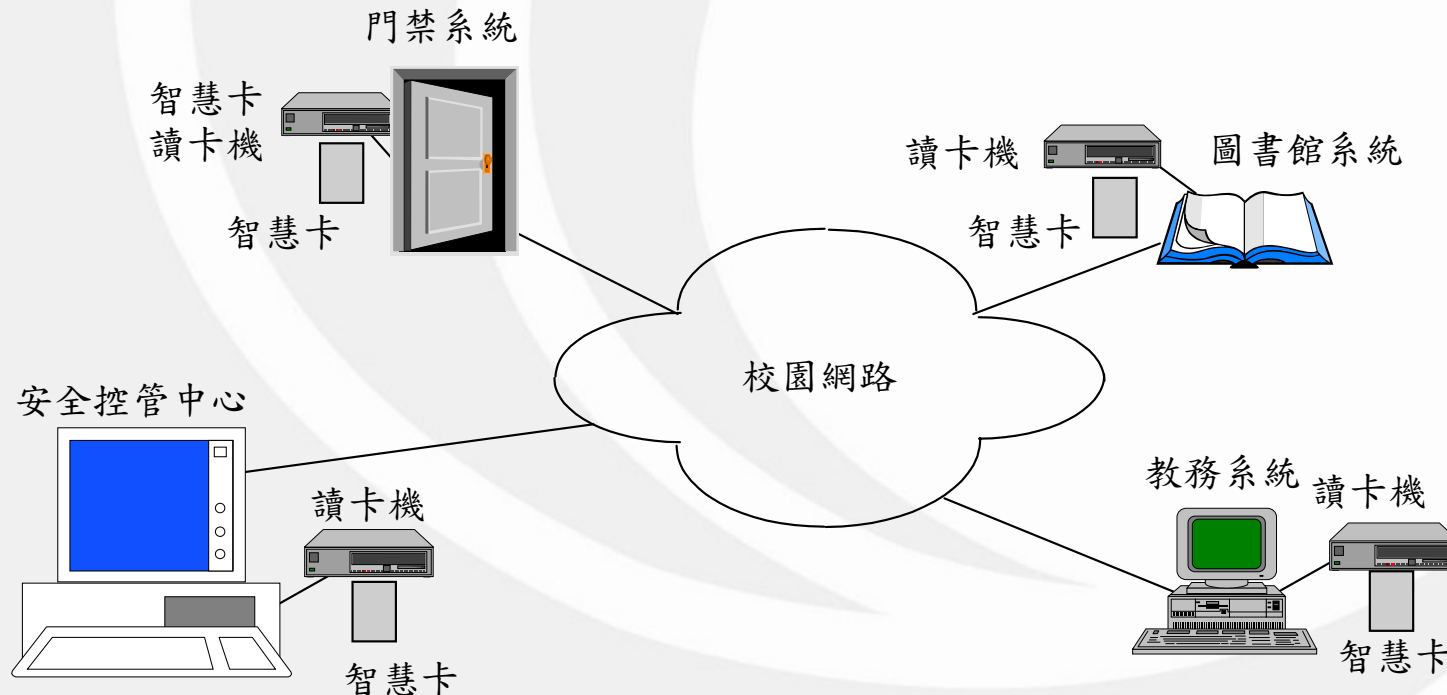 門禁系統
智慧卡
讀卡機
智慧卡
讀卡機
圖書館系統
智慧卡
校園網路
安全控管中心
讀卡機
智慧卡
教務系統
讀卡機
智慧卡